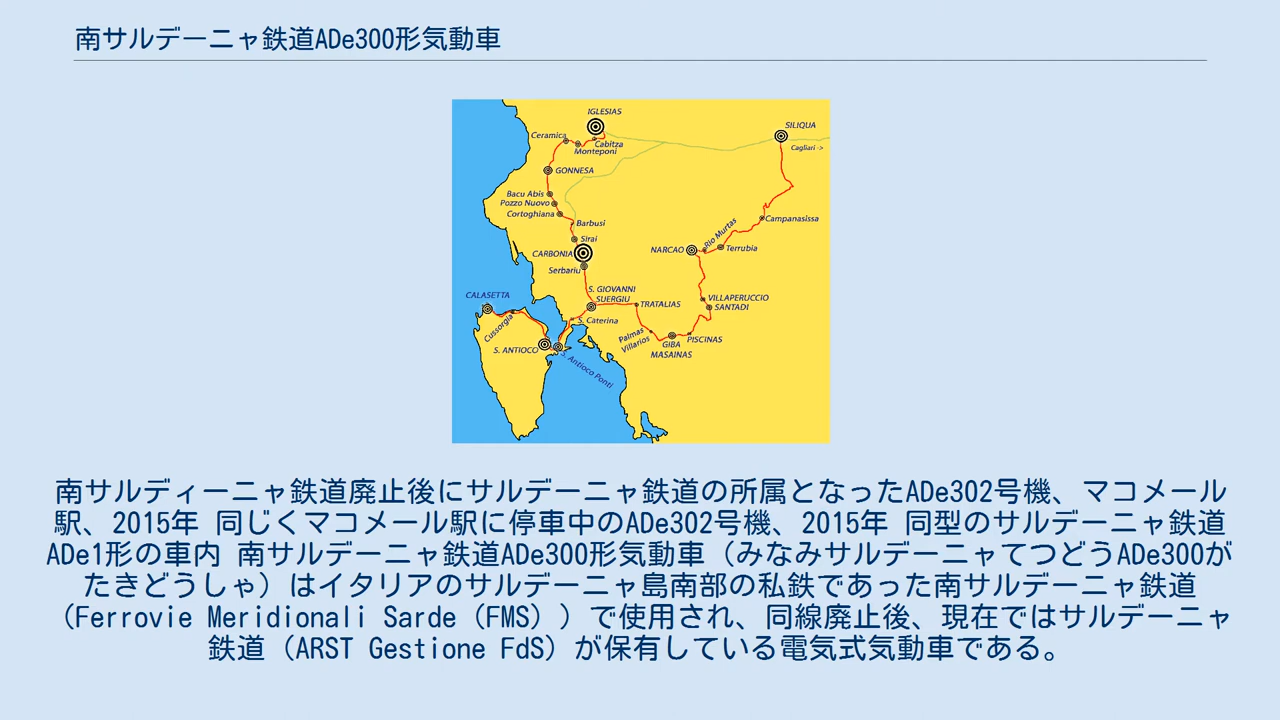 南サルデーニャ鉄道ADe300形気動車
IGLESIAS
SILIQUA
Ceramica
Cabitza
Monteponi
Cagliari ->
GONNESA
Bacu Abis
Pozzo Nuovo
Cortoghiana
Barbusi
Campanasissa
Rio Murtas
Sirai
NARCAO
Terrubia
CARBONIA
Serbariu
S. GIOVANNI
SUERGIU
CALASETTA
VILLAPERUCCIO
TRATALIAS
SANTADI
Cussorgia
S. Caterina
Palmas
Villarios
PISCINAS
GIBA
MASAINAS
S. ANTIOCO
S. Antioco Ponti
南サルディーニャ鉄道廃止後にサルデーニャ鉄道の所属となったADe302号機、マコメール
駅、2015年 同じくマコメール駅に停車中のADe302号機、2015年 同型のサルデーニャ鉄道
ADe1形の車内 南サルデーニャ鉄道ADe300形気動車（みなみサルデーニャてつどうADe300が
たきどうしゃ）はイタリアのサルデーニャ島南部の私鉄であった南サルデーニャ鉄道
（Ferrovie Meridionali Sarde（FMS））で使用され、同線廃止後、現在ではサルデーニャ
鉄道（ARST Gestione FdS）が保有している電気式気動車である。